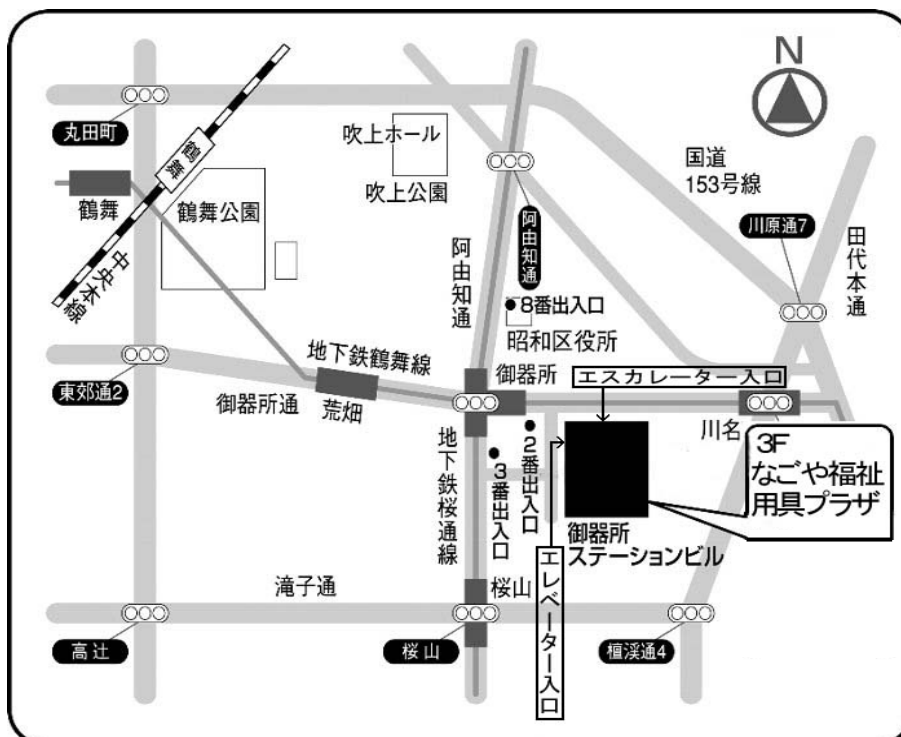 N
丸田町
鶴舞
吹上ホール
吹上公園
国道
153号線
鶴舞
鶴舞公園
中央本線
阿由知通
阿由知通
川原通7
田代本通
8番出入口
昭和区役所
東郊通2
地下鉄鶴舞線
御器所通
荒畑
御器所
エスカレーター入口
川名
3F
なごや福祉
用具プラザ
地下鉄桜通線
3番出入口
2番出入口
御器所
ステーションビル
エレベーター入口
滝子通
桜山
高辻
桜山
檀渓通4